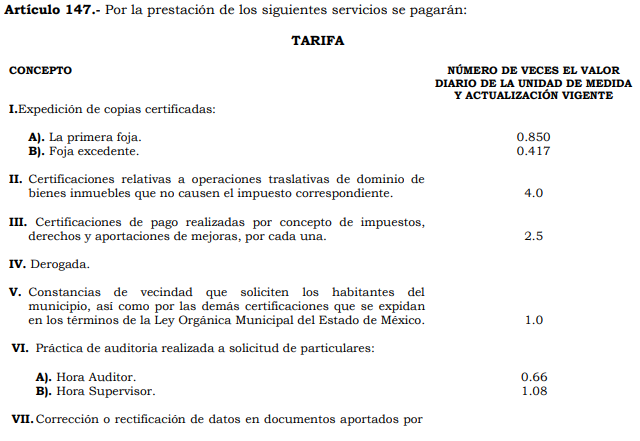 Artículo 147.- Por la prestación de los siguientes servicios se pagarán:
TARIFA
CONCEPTO
NÚMERO DE VECES EL VALOR
DIARIO DE LA UNIDAD DE MEDIDA
Y ACTUALIZACIÓN VIGENTE
I.Expedición de copias certificadas:
A). La primera foja. 0.850
B). Foja excedente. 0.417
II. Certificaciones relativas a operaciones traslativas de dominio de
bienes inmuebles que no causen el impuesto correspondiente. 4.0
III. Certificaciones de pago realizadas por concepto de impuestos,
derechos y aportaciones de mejoras, por cada una. 2.5
IV. Derogada.
V. Constancias de vecindad que soliciten los habitantes del
municipio, así como por las demás certificaciones que se expidan
en los términos de la Ley Orgánica Municipal del Estado de México. 1.0
VI. Práctica de auditoria realizada a solicitud de particulares:
A). Hora Auditor. 0.66
B). Hora Supervisor. 1.08
VII. Corrección o rectificación de datos en documentos aportados por